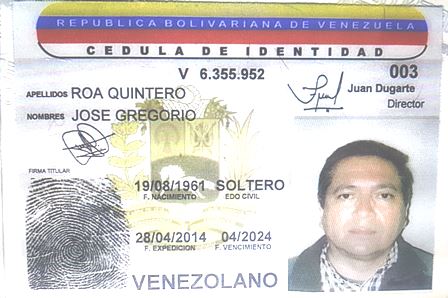 REPUBLICA BOLIVARIANA DE VENEZUELA
CEDULA DE IDENTIDAD
V 6.355.952
003
APELLIDOS ROA QUINTERO
Juan Dugarte
Director
NOMBRES JOSE GREGORIO
FIRMA TITULAR
19/08/1961 SOLTERO
F. NACIMIENTO EDO CIVIL
28/04/2014 04/2024
F. EXPEDICION F. VENCIMIENTO
VENEZOLANO